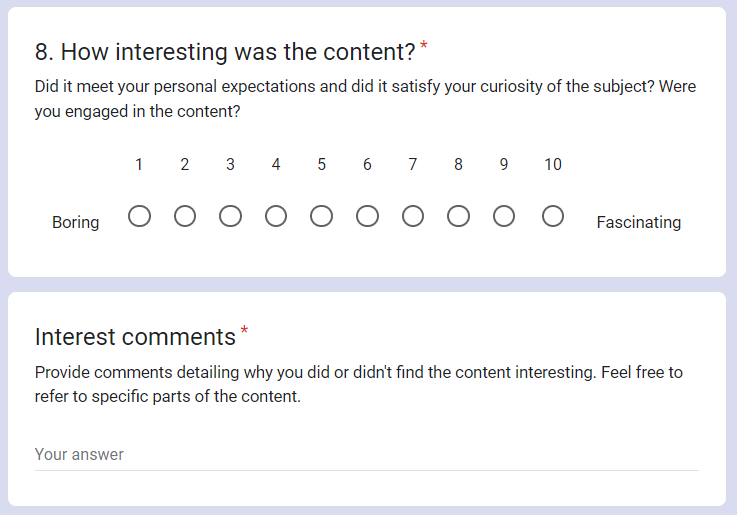 8. How interesting was the content? *
Did it meet your personal expectations and did it satisfy your curiosity of the subject? Were
you engaged in the content?
1 2 3 4 5 6 7 8 9 10
Boring Fascinating
Interest comments *
Provide comments detailing why you did or didn't find the content interesting. Feel free to
refer to specific parts of the content.
Your answer